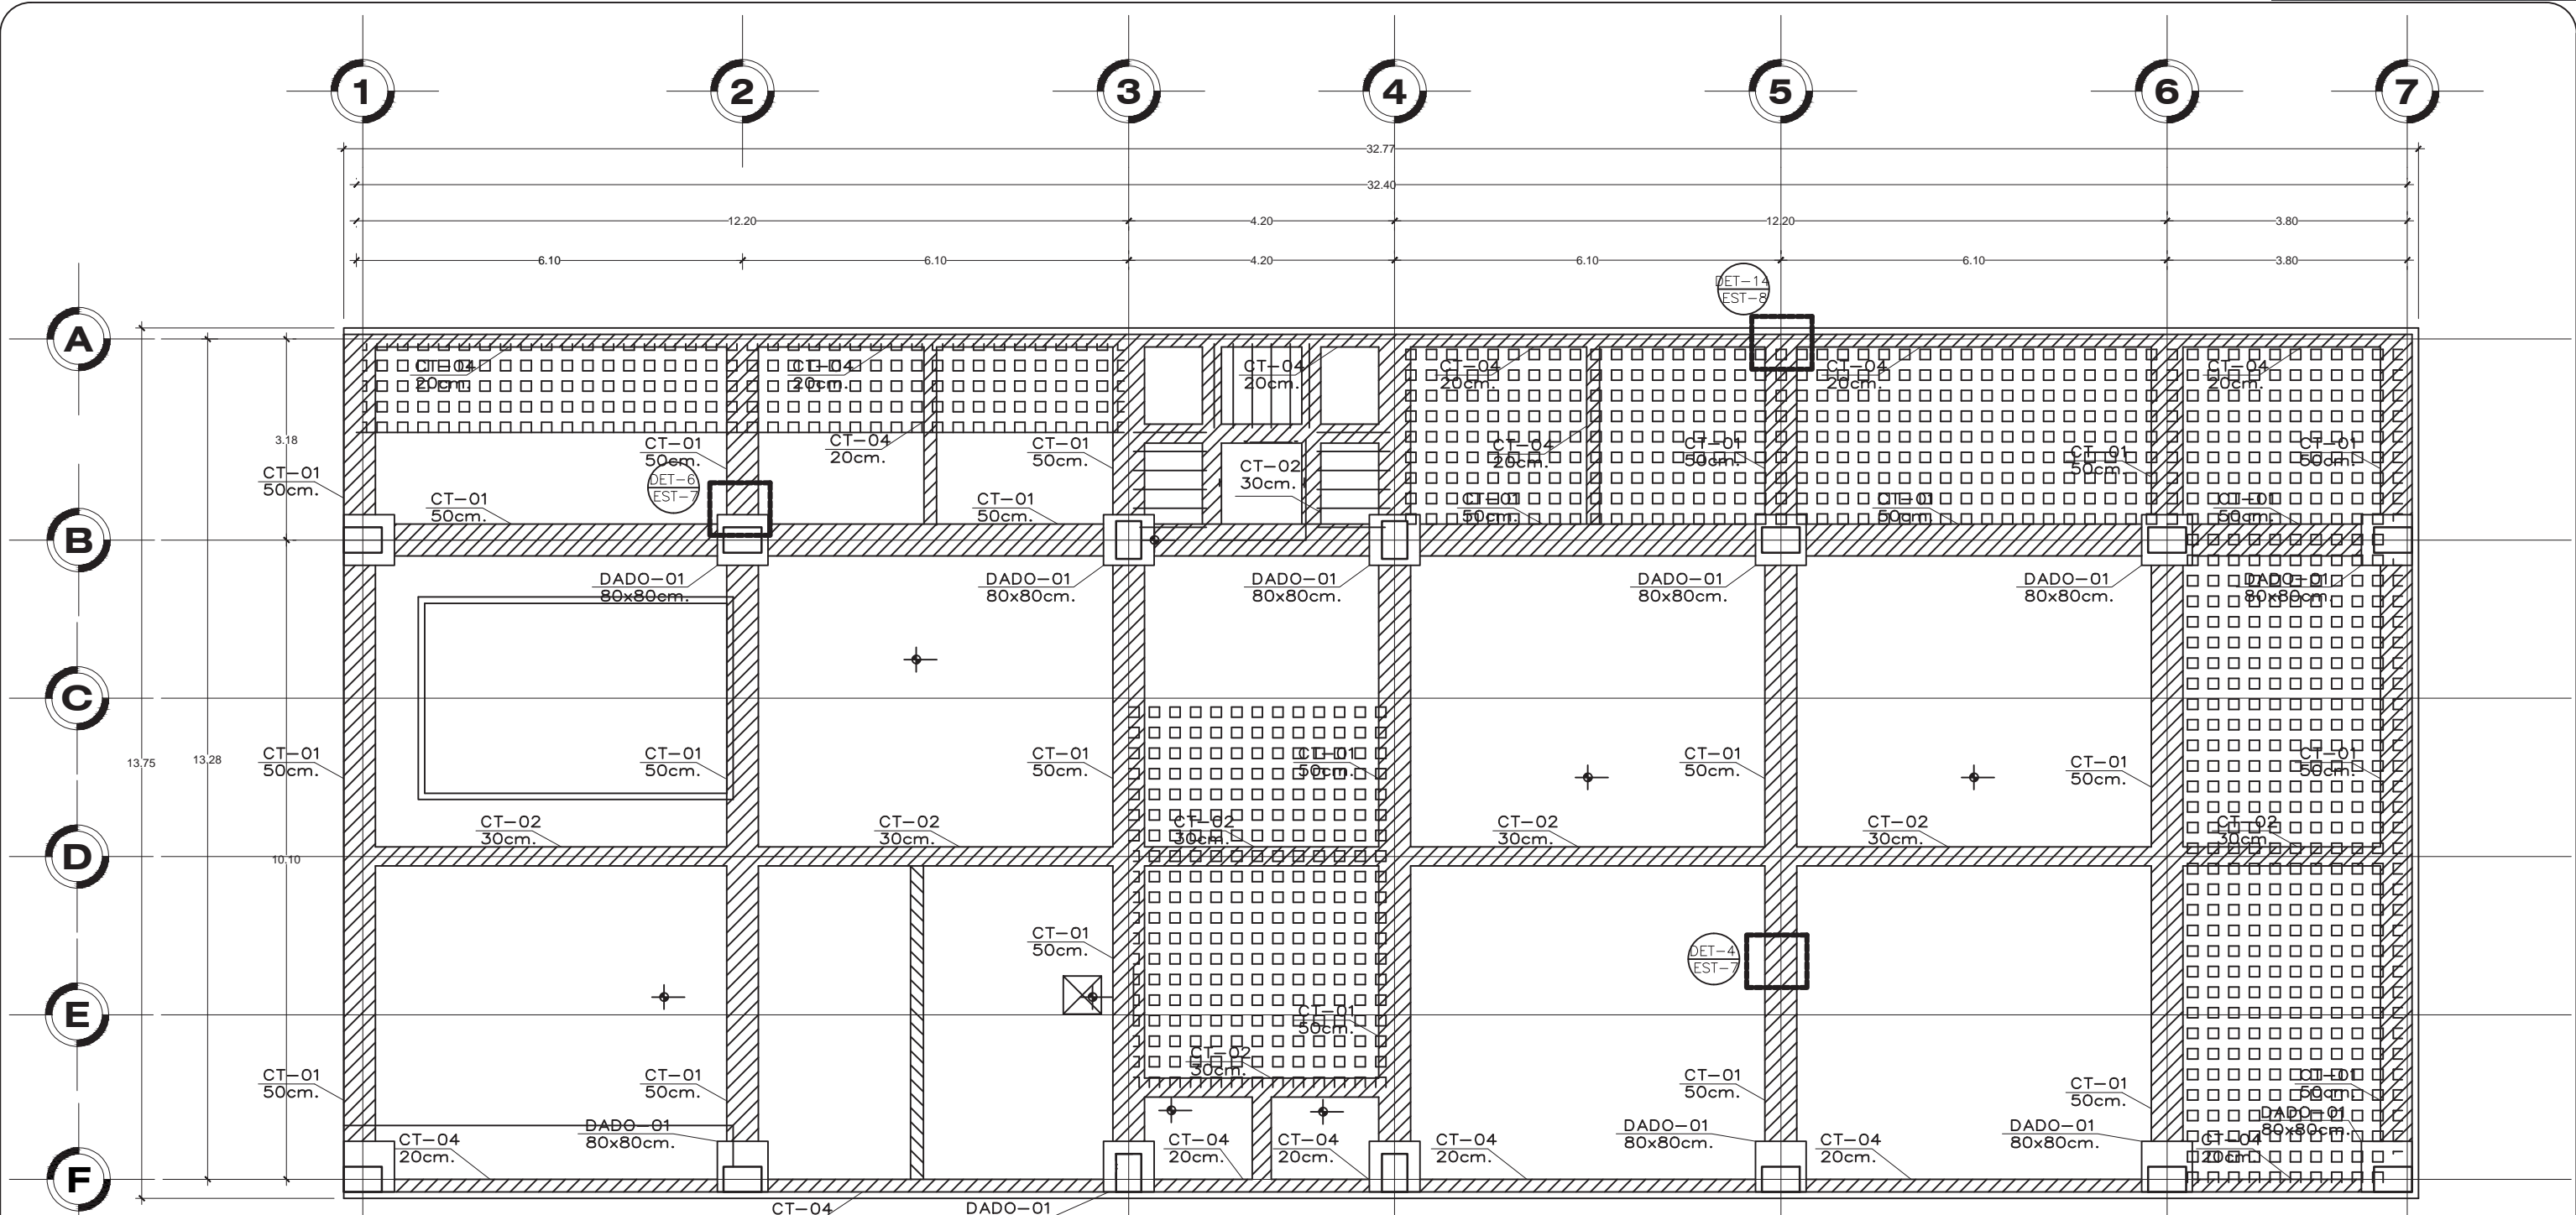 1 2 3 4 5 6 7
32.77
32.40
12.20 4.20 12.20 3.80
6.10 6.10 4.20 6.10 6.10 3.80
DET-14
EST-8
A
CT-04 CT-04 CT-04 CT-04 CT-04 CT-04
20cm. 20cm. 20cm. 20cm. 20cm. 20cm.
3.18
CT-01 CT-04 CT-01 CT-04 CT-01 CT-01 CT-01
50cm. 20cm. 50cm. 20cm. 50cm. 50cm. 50cm.
CT-01 CT-02
50cm. 30cm.
DET-6
EST-7
CT-01 CT-01 CT-01 CT-01 CT-01
50cm. 50cm. 50cm. 50cm. 50cm.
B
DADO-01 DADO-01 DADO-01 DADO-01 DADO-01 DADO-01
80x80cm. 80x80cm. 80x80cm. 80x80cm. 80x80cm. 80x80cm.
C
13.75 13.28
CT-01 CT-01 CT-01 CT-01 CT-01 CT-01 CT-01
50cm. 50cm. 50cm. 50cm. 50cm. 50cm. 50cm.
CT-02 CT-02 CT-02 CT-02 CT-02 CT-02
30cm. 30cm. 30cm. 30cm. 30cm. 30cm.
D
10.10
CT-01
50cm.
DET-4
EST-7
E
CT-01
50cm.
CT-02
30cm.
CT-01 CT-01 CT-01 CT-01 CT-01
50cm. 50cm. 50cm. 50cm. 50cm.
DADO-01 DADO-01 DADO-01 DADO-01
80x80cm. 80x80cm. 80x80cm. 80x80cm.
CT-04 CT-04 CT-04 CT-04 CT-04 CT-04
20cm. 20cm. 20cm. 20cm. 20cm. 20cm.
F
CT-04 DADO-01